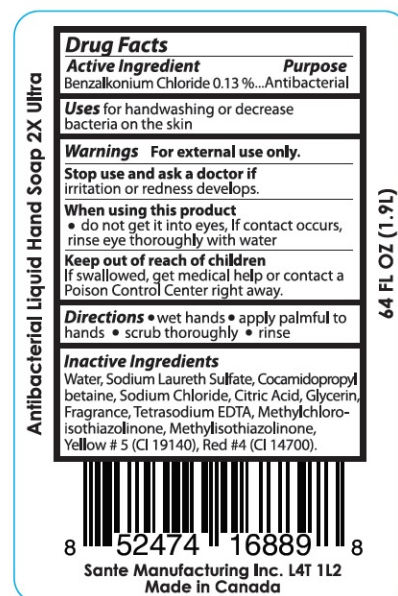 Drug Facts
Active Ingredient Purpose
Benzalkonium Chloride 0.13 %...Antibacterial
Uses for handwashing or decrease
bacteria on the skin
Warnings For external use only.
Stop use and ask a doctor if
irritation or redness develops.
When using this product
• do not get it into eyes, If contact occurs,
rinse eye thoroughly with water
Keep out of reach of children
If swallowed, get medical help or contact a
Poison Control Center right away.
Directions • wet hands • apply palmful to
hands • scrub thoroughly • rinse
Inactive Ingredients
Water, Sodium Laureth Sulfate, Cocamidopropyl
betaine, Sodium Chloride, Citric Acid, Glycerin,
Fragrance, Tetrasodium EDTA, Methylchloro-
isothiazolinone, Methylisothiazolinone,
Yellow # 5 (CI 19140), Red #4 (CI 14700).
8 52474 16889 8
Sante Manufacturing Inc. L4T 1L2
Made in Canada
Antibacterial Liquid Hand Soap 2X Ultra
64 FL OZ (1.9L)